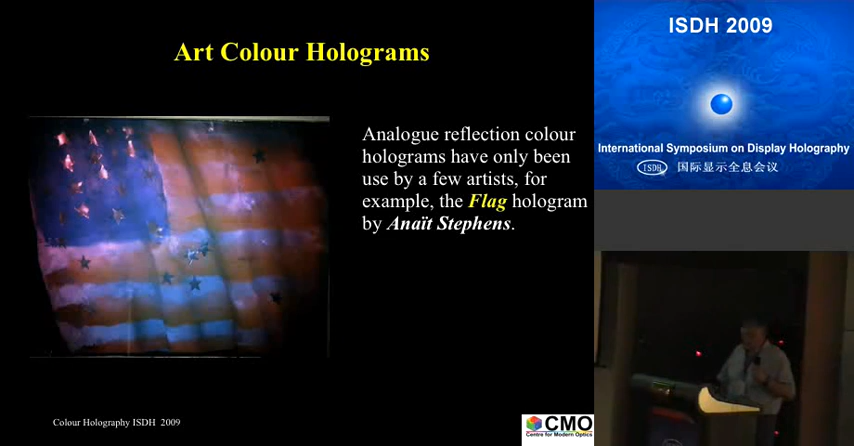 Art Colour Holograms
Analogue reflection colour
holograms have only been
use by a few artists, for
example, the Flag hologram
by Anaït Stephens.
Colour Holography ISDH 2009
CMO
Centre for Modern Optics
ISDH 2009
International Symposium on Display Holography
ISDH 国际显示全息会议